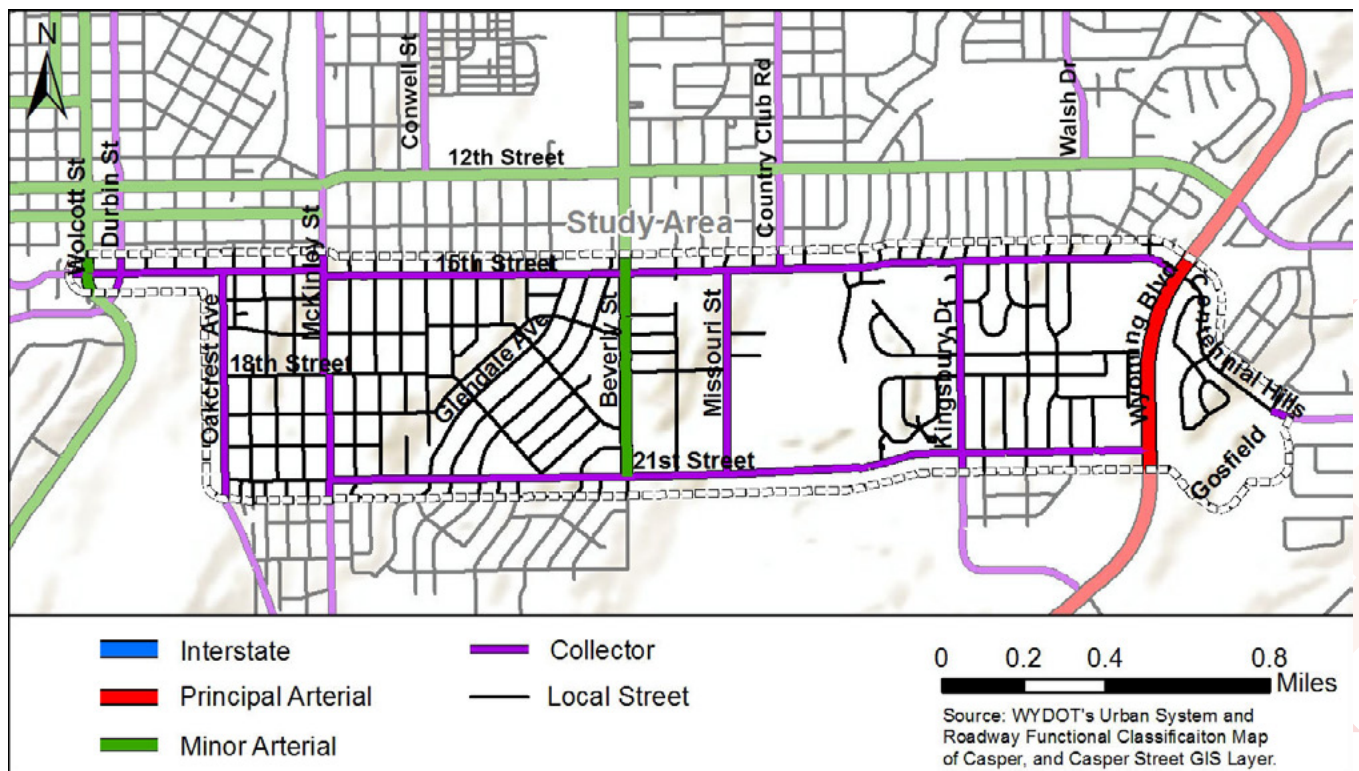 N
Conwell St
Country Club Rd
Walsh Dr
12th Street
Wolcott St
Durbin St
McKinley St
Study Area
15th Street
Wyoming Blvd
Centennial Hills
Oakcrest Ave
18th Street
Glendale Ave
Beverly St
Missouri St
Kingsbury Dr
21st Street
Gosfield
Interstate
Principal Arterial
Minor Arterial
Collector
Local Street
0 0.2 0.4 0.8
Miles
Source: WYDOT's Urban System and
Roadway Functional Classificaiton Map
of Casper, and Casper Street GIS Layer.